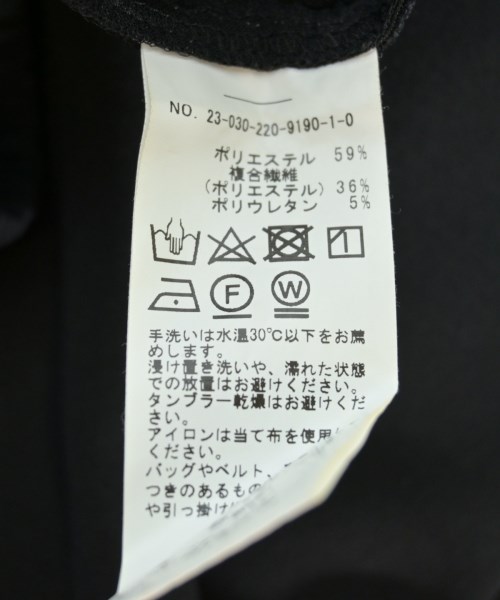 NO. 23-030-220-9190-1-0
ポリエステル 59%
複合繊維
(ポリエステル) 36%
ポリウレタン 5%
F
W
手洗いは水温30℃以下をお薦
めします。
浸け置き洗いや、濡れた状態
での放置はお避けください。
タンブラー乾燥はお避けくだ
さい。
アイロンは当て布を使用
ください。
バッグやベルト、
つきのあるもの
や引っ掛け